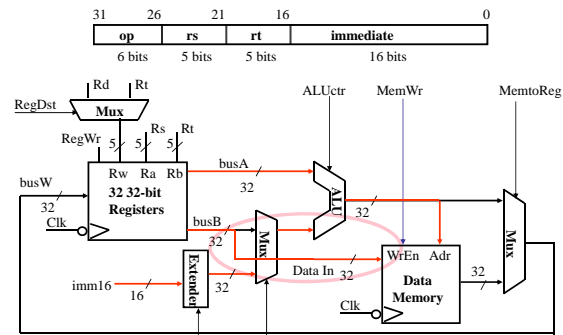 31 26 21 16 0
op rs rt immediate
6 bits 5 bits 5 bits 16 bits
Rd Rt
RegDst
Mux
ALUctr MemWr MemtoReg
RegWr Rs Rt
5 5 5
Rw Ra Rb
busA
32
busW
32
32 32-bit
Registers
Clk
busB
32
Mux
ALU
32
Mux
WrEn Adr
Data In 32
Data
Memory
32
Clk
imm16
16
Extender
32